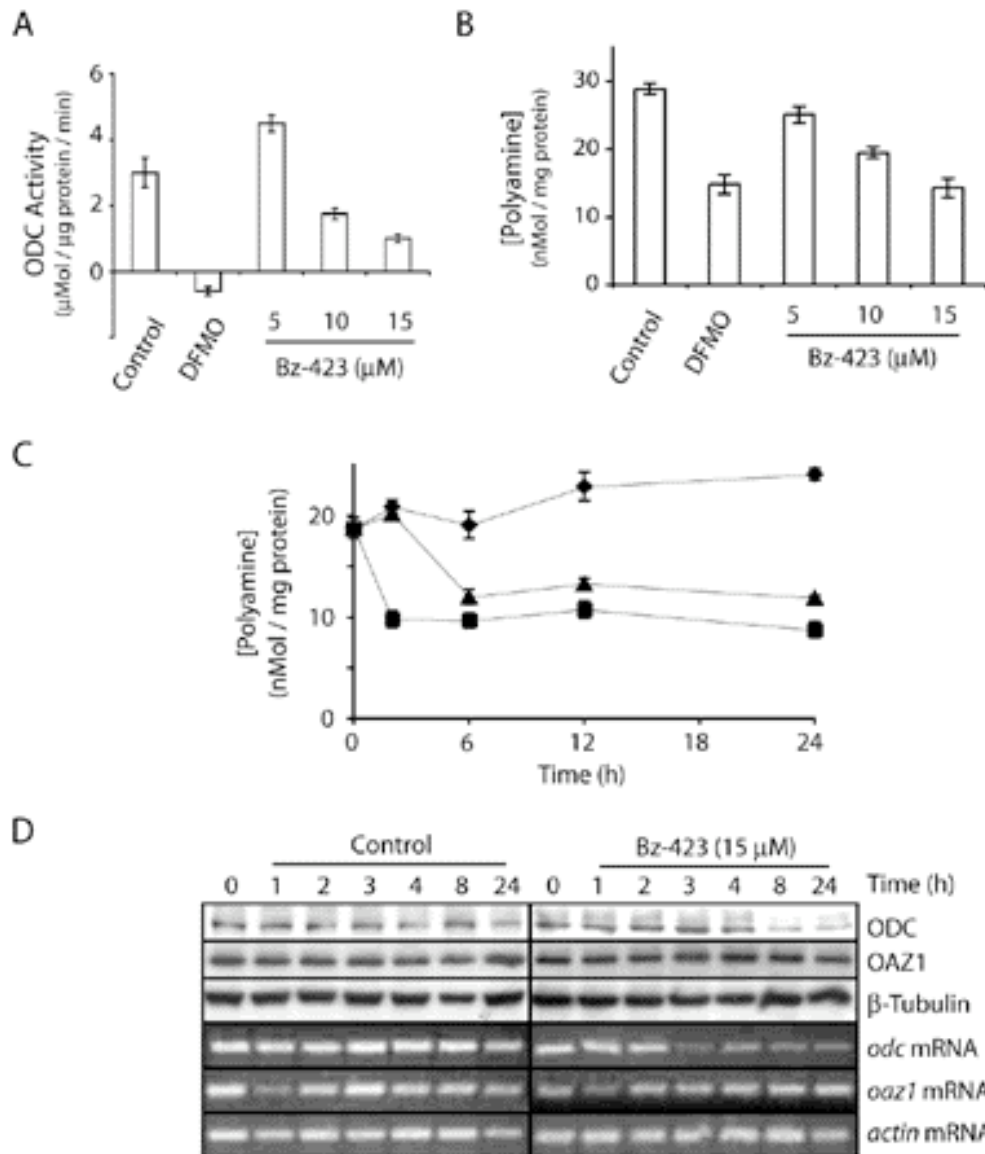 A
ODC Activity
(μMol / μg protein / min)
6
4
2
0
Control
DFMO
5 10 15
Bz-423 (μM)
B
[Polyamine]
(nMol / mg protein)
30
20
10
0
Control
DFMO
5 10 15
Bz-423 (μM)
C
[Polyamine]
(nMol / mg protein)
20
10
0
0 6 12 18 24
Time (h)
D
Control Bz-423 (15 μM)
0 1 2 3 4 8 24 0 1 2 3 4 8 24 Time (h)
ODC
OAZ1
β-Tubulin
odc mRNA
oaz1 mRNA
actin mRNA